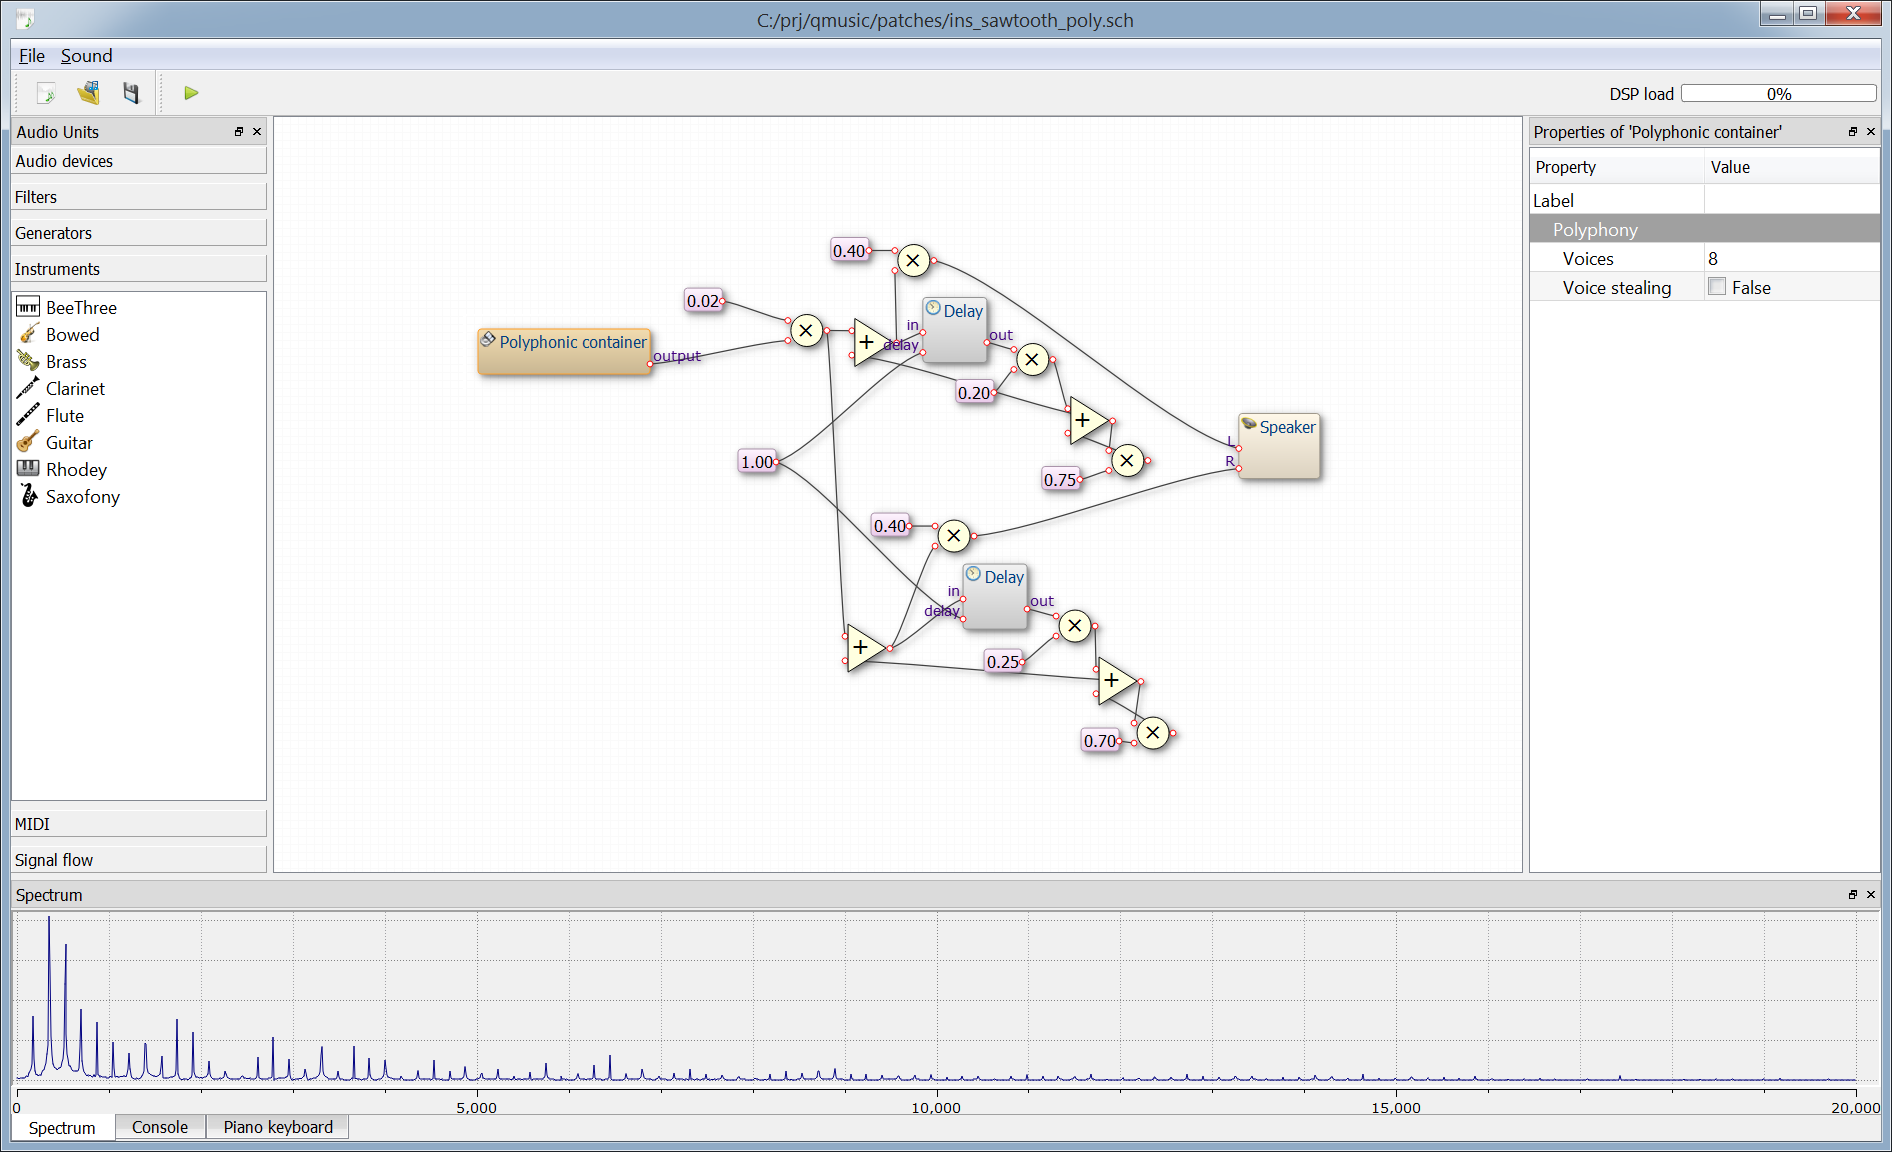 C:/prj/qmusic/patches/ins_sawtooth_poly.sch
File Sound
DSP load 0%
Audio Units
Audio devices
Filters
Generators
Instruments
BeeThree
Bowed
Brass
Clarinet
Flute
Guitar
Rhodey
Saxofony
MIDI
Signal flow
0.40
×
0.02
×
Polyphonic container
output
+
in
delay
Delay
out
×
0.20
+
×
0.75
1.00
Speaker
L
R
0.40
×
Delay
in
delay
out
×
0.25
+
+
×
0.70
Properties of 'Polyphonic container'
Property Value
Label
Polyphony
Voices 8
Voice stealing False
Spectrum
0 5,000 10,000 15,000 20,000
Spectrum Console Piano keyboard